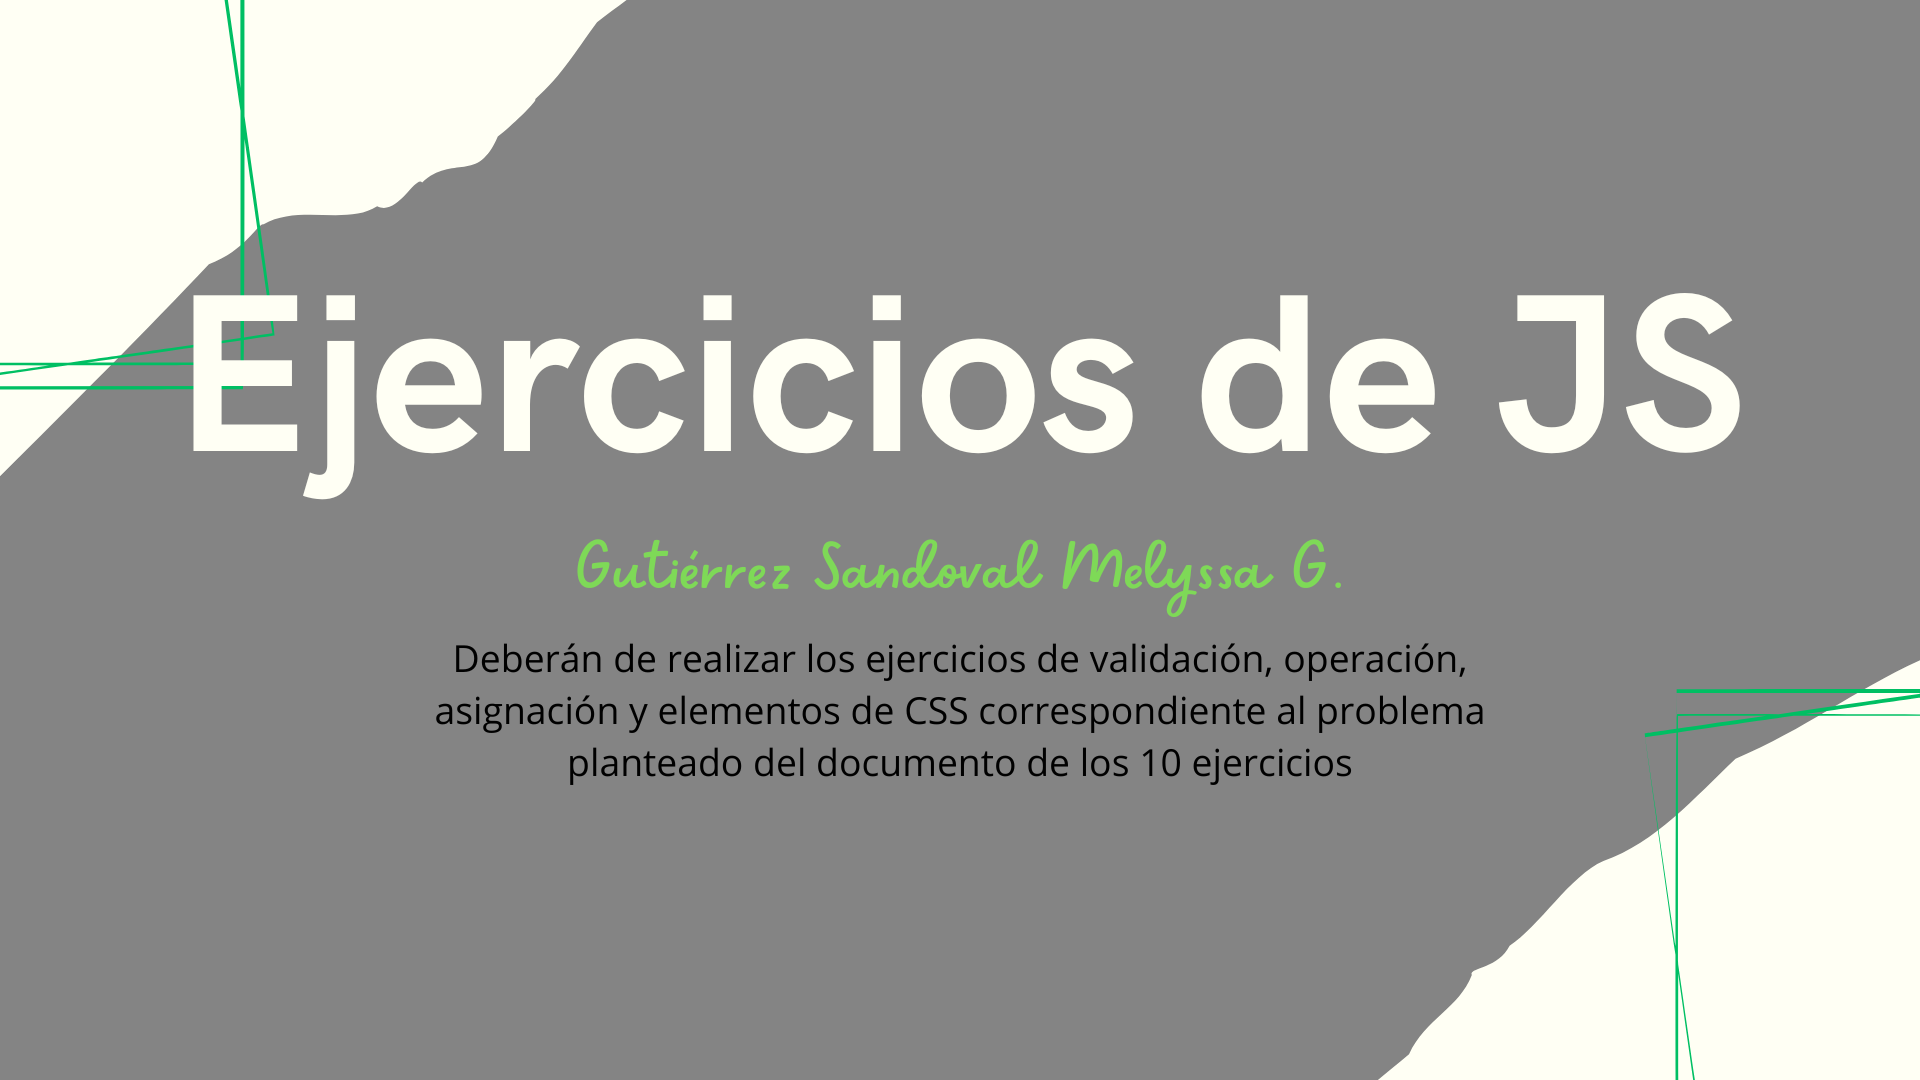 Ejercicios de JS
Gutiérrez Sandoval Melyssa G.
Deberán de realizar los ejercicios de validación, operación,
asignación y elementos de CSS correspondiente al problema
planteado del documento de los 10 ejercicios